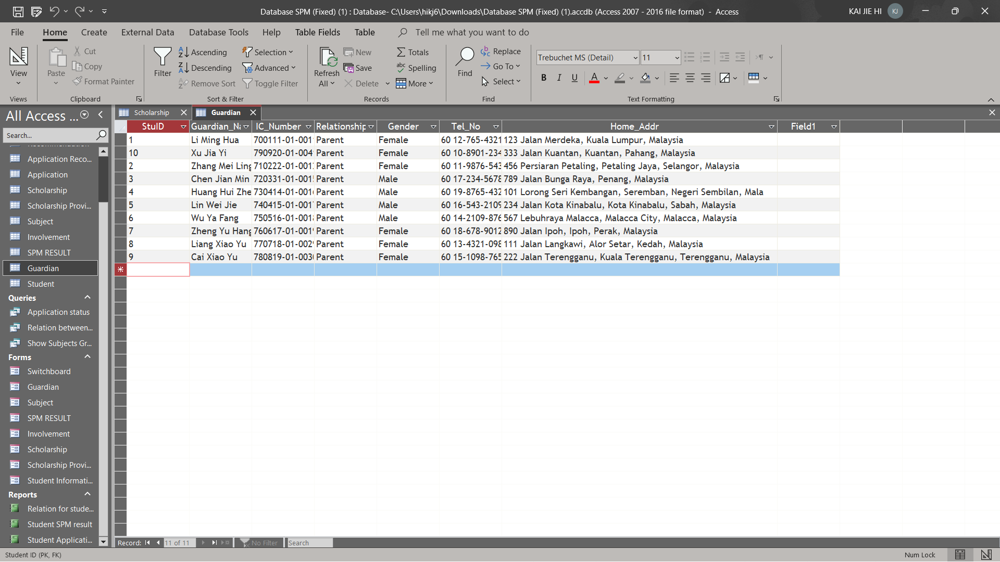 Database SPM (Fixed) (1) : Database- C:\Users\hikj6\Downloads\Database SPM (Fixed) (1).accdb (Access 2007 - 2016 file format) - Access
KAI JIE HI KJ
File Home Create External Data Database Tools Help Table Fields Table Tell me what you want to do
View
Views
Paste
Cut
Copy
Format Painter
Clipboard
Filter
Ascending
Descending
Remove Sort
Selection
Advanced
Toggle Filter
Sort & Filter
Refresh
All
New
Save
Delete
Totals
Spelling
More
Records
Find
Replace
Go To
Select
Find
Trebuchet MS (Detail) 11
B I U A
Text Formatting
All Access ...
Search...
Application Reco...
Application
Scholarship
Scholarship Provi...
Subject
Involvement
SPM RESULT
Guardian
Student
Queries
Application status
Relation between...
Show Subjects Gr...
Forms
Switchboard
Guardian
Subject
SPM RESULT
Involvement
Scholarship
Scholarship Provi...
Student Informati...
Reports
Relation for stude...
Student SPM result
Student Applicati...
Scholarship Guardian
StuID Guardian_Na IC_Number Relationship Gender Tel_No Home_Addr Field1
1 Li Ming Hua 700111-01-001 Parent Female 60 12-765-4321 123 Jalan Merdeka, Kuala Lumpur, Malaysia
10 Xu Jia Yi 790920-01-004 Parent Female 60 10-8901-234 333 Jalan Kuantan, Kuantan, Pahang, Malaysia
2 Zhang Mei Ling 710222-01-001 Parent Female 60 11-9876-543 456 Persiaran Petaling, Petaling Jaya, Selangor, Malaysia
3 Chen Jian Min 720331-01-001 Parent Male 60 17-234-5678 789 Jalan Bunga Raya, Penang, Malaysia
4 Huang Hui Zhe 730414-01-001 Parent Male 60 19-8765-432 101 Lorong Seri Kembangan, Seremban, Negeri Sembilan, Mala
5 Lin Wei Jie 740415-01-001 Parent Male 60 16-543-2109 234 Jalan Kota Kinabalu, Kota Kinabalu, Sabah, Malaysia
6 Wu Ya Fang 750516-01-001 Parent Male 60 14-2109-876 567 Lebuhraya Malacca, Malacca City, Malacca, Malaysia
7 Zheng Yu Hang 760617-01-001 Parent Female 60 18-678-9012 890 Jalan Ipoh, Ipoh, Perak, Malaysia
8 Liang Xiao Yu 770718-01-002 Parent Female 60 13-4321-098 111 Jalan Langkawi, Alor Setar, Kedah, Malaysia
9 Cai Xiao Yu 780819-01-003 Parent Female 60 15-1098-765 222 Jalan Terengganu, Kuala Terengganu, Terengganu, Malaysia
Record: 11 of 11 No Filter Search
Student ID (PK, FK)
Num Lock